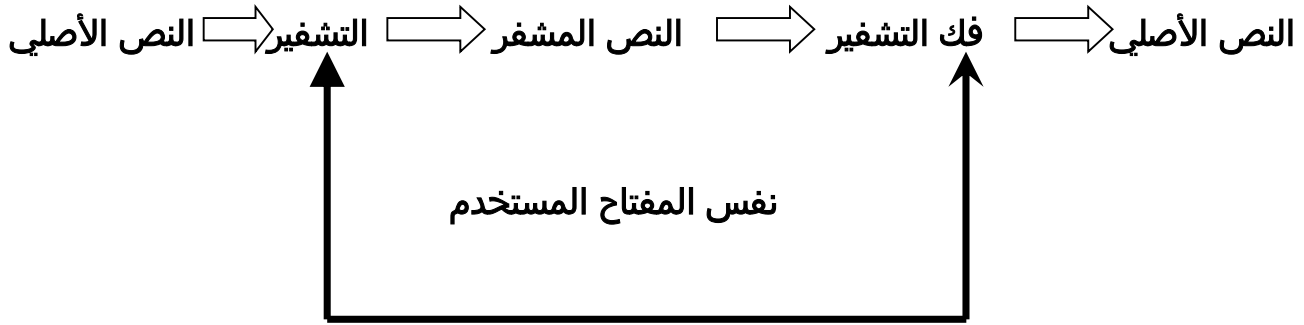 النص الأصلي
التشفير
النص المشفر
فك التشفير
النص الأصلي
نفس المفتاح المستخدم